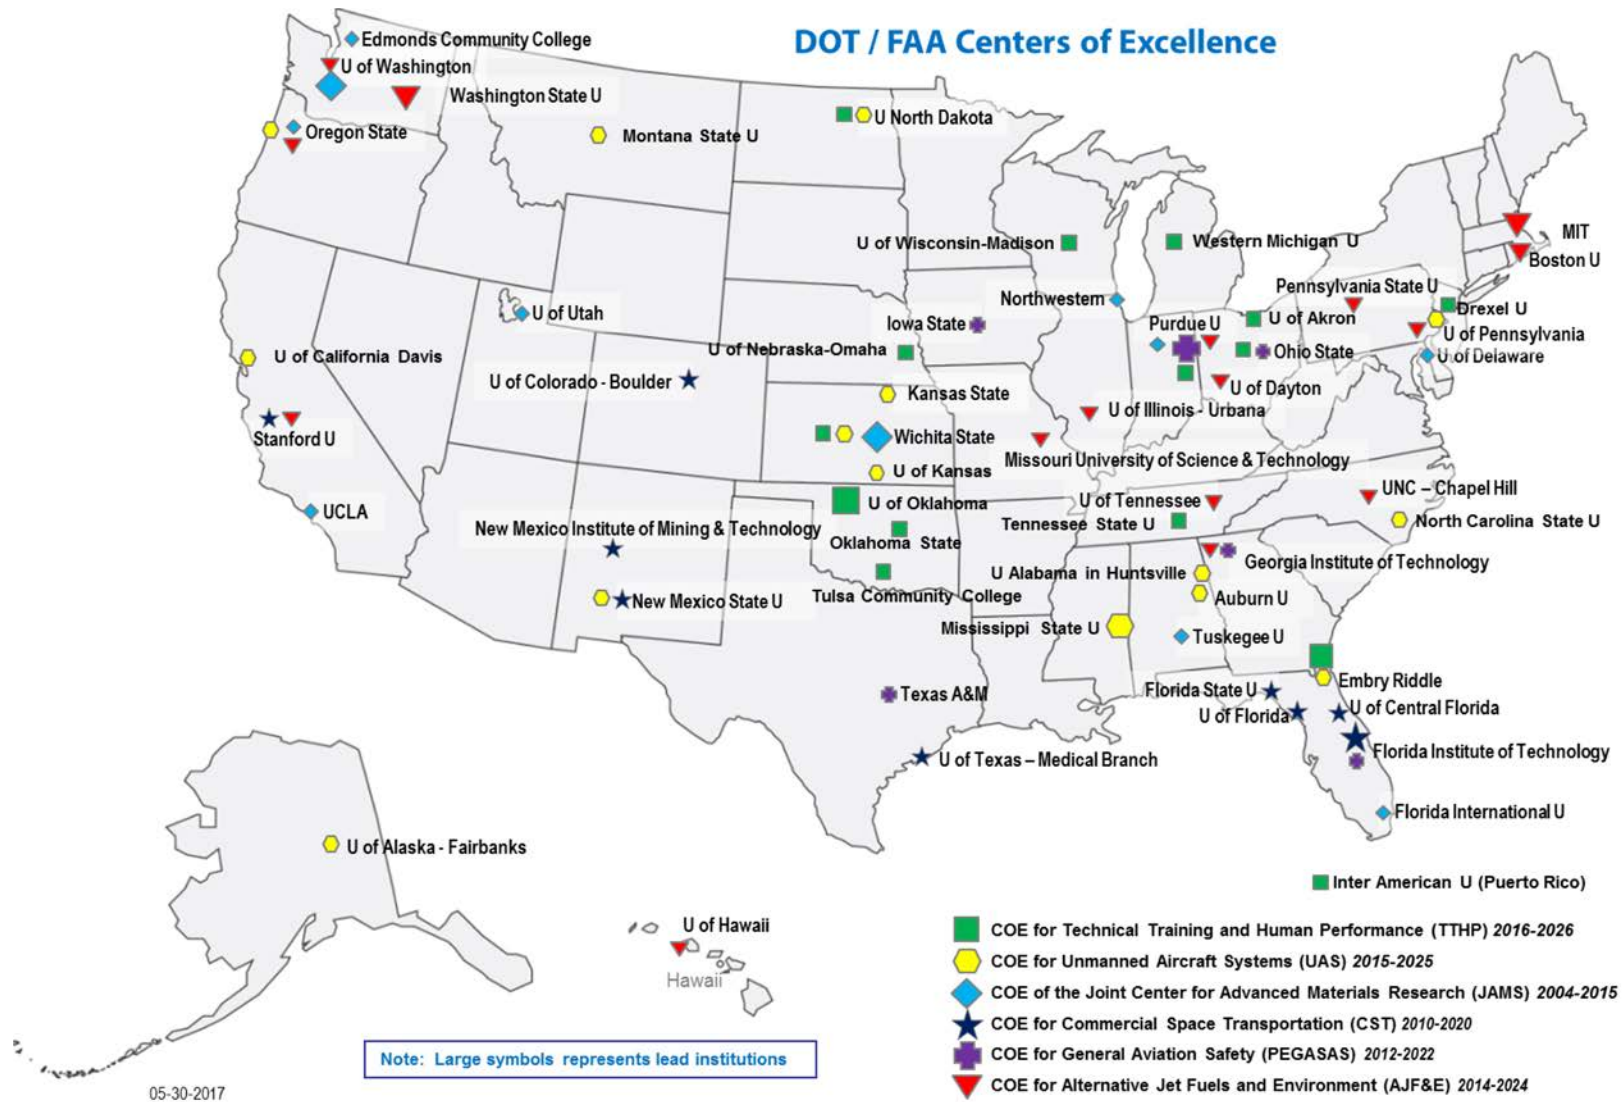 DOT / FAA Centers of Excellence
Edmonds Community College
U of Washington
Washington State U
Oregon State
Montana State U
U North Dakota
U of Wisconsin-Madison
Western Michigan U
MIT
Boston U
Pennsylvania State U
Northwestern
Drexel U
U of Utah
Iowa State
Purdue U
U of Akron
U of Pennsylvania
U of California Davis
U of Nebraska-Omaha
Ohio State
U of Delaware
U of Colorado - Boulder
U of Dayton
Kansas State
U of Illinois - Urbana
Stanford U
Wichita State
Missouri University of Science & Technology
U of Kansas
UNC – Chapel Hill
UCLA
U of Oklahoma
U of Tennessee
Tennessee State U
North Carolina State U
New Mexico Institute of Mining & Technology
Oklahoma State
Georgia Institute of Technology
U Alabama in Huntsville
New Mexico State U
Tulsa Community College
Auburn U
Mississippi State U
Tuskegee U
Embry Riddle
Texas A&M
Florida State U
U of Central Florida
U of Florida
Florida Institute of Technology
U of Texas – Medical Branch
Florida International U
U of Alaska - Fairbanks
Inter American U (Puerto Rico)
U of Hawaii
Hawaii
COE for Technical Training and Human Performance (TTHP) 2016-2026
COE for Unmanned Aircraft Systems (UAS) 2015-2025
COE of the Joint Center for Advanced Materials Research (JAMS) 2004-2015
COE for Commercial Space Transportation (CST) 2010-2020
COE for General Aviation Safety (PEGASAS) 2012-2022
COE for Alternative Jet Fuels and Environment (AJF&E) 2014-2024
Note: Large symbols represents lead institutions
05-30-2017